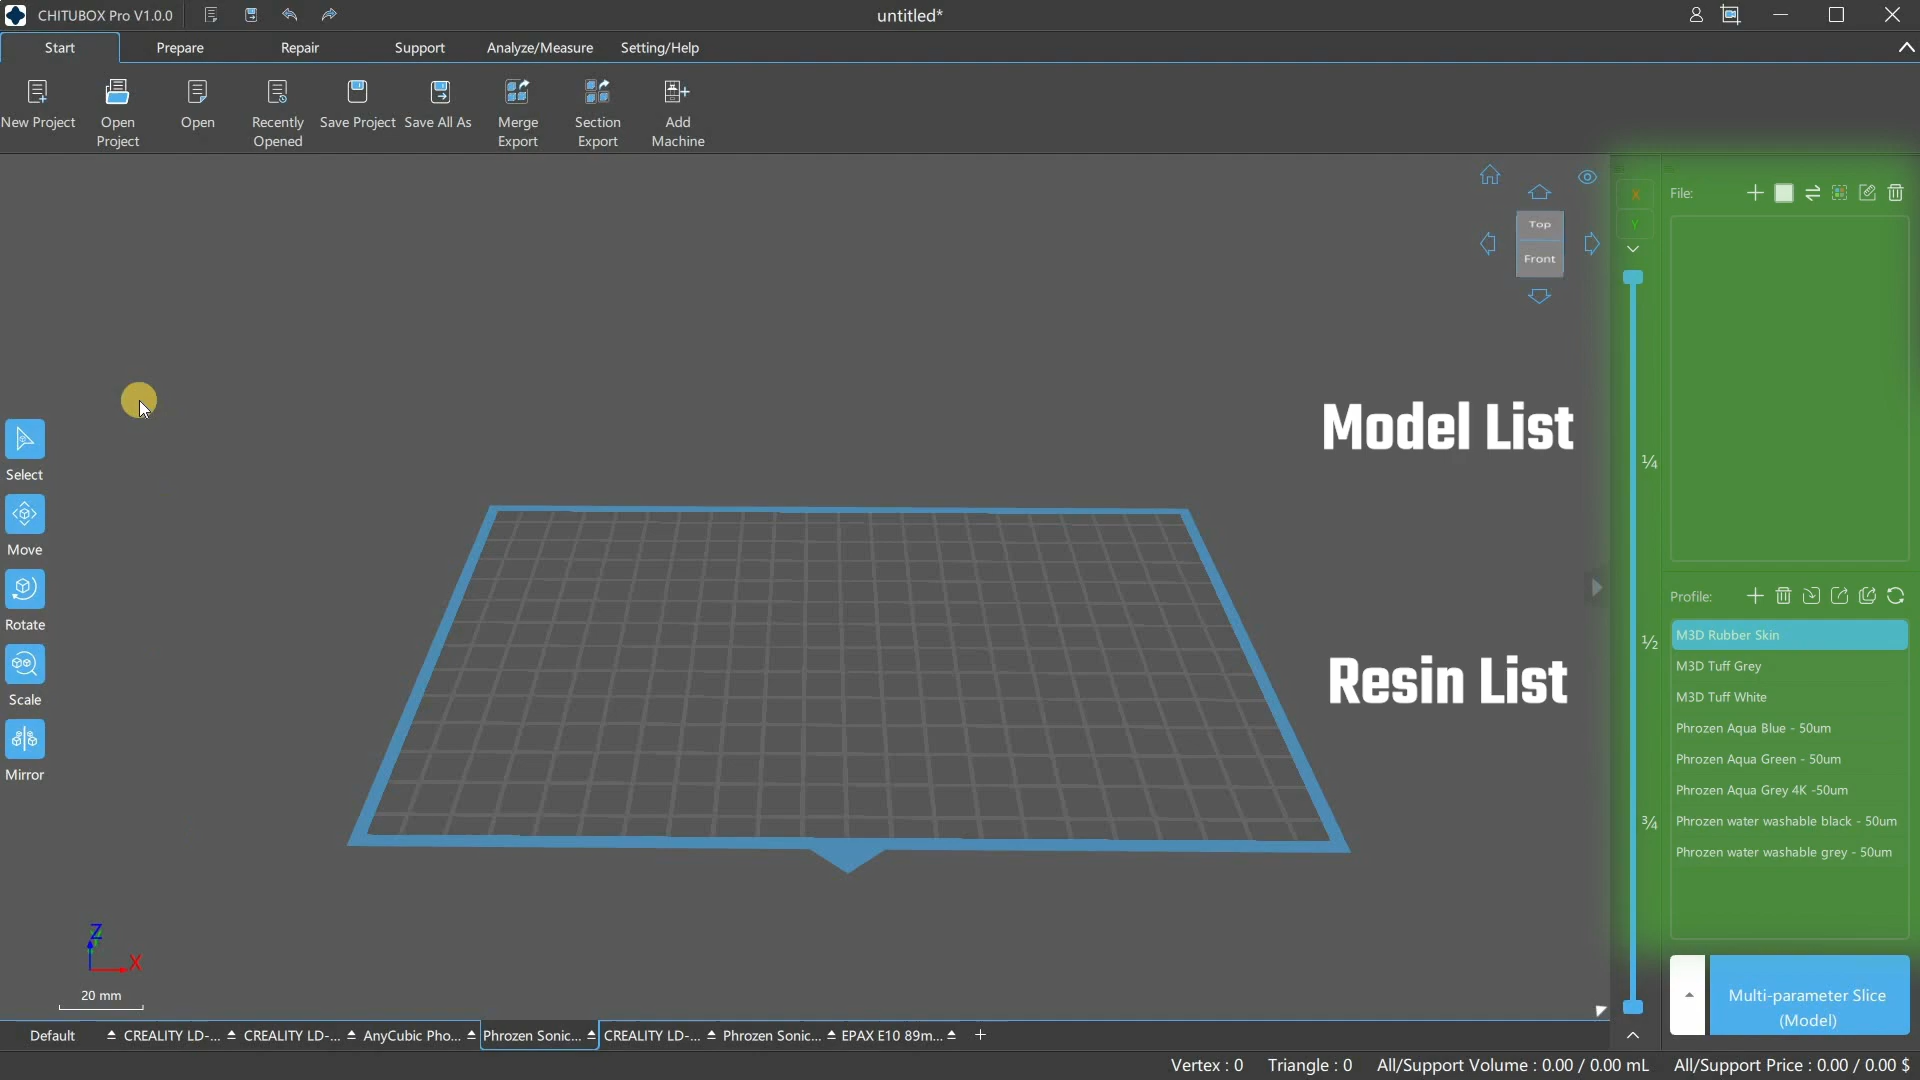 CHITUBOX Pro V1.0.0
untitled*
Start
Prepare
Repair
Support
Analyze/Measure
Setting/Help
New Project
Open
Project
Open
Recently
Opened
Save Project
Save All As
Merge
Export
Section
Export
Add
Machine
Top
Front
X
Y
File:
Model List
Resin List
Select
Move
Rotate
Scale
Mirror
¼
½
¾
Profile:
M3D Rubber Skin
M3D Tuff Grey
M3D Tuff White
Phrozen Aqua Blue - 50um
Phrozen Aqua Green - 50um
Phrozen Aqua Grey 4K -50um
Phrozen water washable black - 50um
Phrozen water washable grey - 50um
Z
X
20 mm
Multi-parameter Slice
(Model)
Default
CREALITY LD-...
CREALITY LD-...
AnyCubic Pho...
Phrozen Sonic...
CREALITY LD-...
Phrozen Sonic...
EPAX E10 89m...
Vertex : 0
Triangle : 0
All/Support Volume : 0.00 / 0.00 mL
All/Support Price : 0.00 / 0.00 $